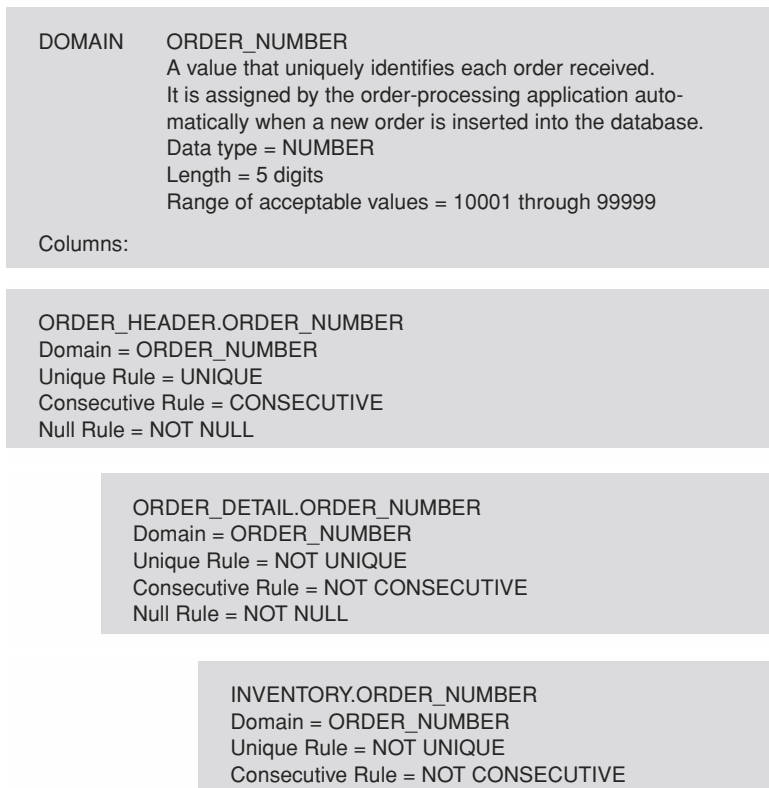 DOMAIN ORDER_NUMBER
A value that uniquely identifies each order received.
It is assigned by the order-processing application auto-
matically when a new order is inserted into the database.
Data type = NUMBER
Length = 5 digits
Range of acceptable values = 10001 through 99999
Columns:
ORDER_HEADER.ORDER_NUMBER
Domain = ORDER_NUMBER
Unique Rule = UNIQUE
Consecutive Rule = CONSECUTIVE
Null Rule = NOT NULL
ORDER_DETAIL.ORDER_NUMBER
Domain = ORDER_NUMBER
Unique Rule = NOT UNIQUE
Consecutive Rule = NOT CONSECUTIVE
Null Rule = NOT NULL
INVENTORY.ORDER_NUMBER
Domain = ORDER_NUMBER
Unique Rule = NOT UNIQUE
Consecutive Rule = NOT CONSECUTIVE